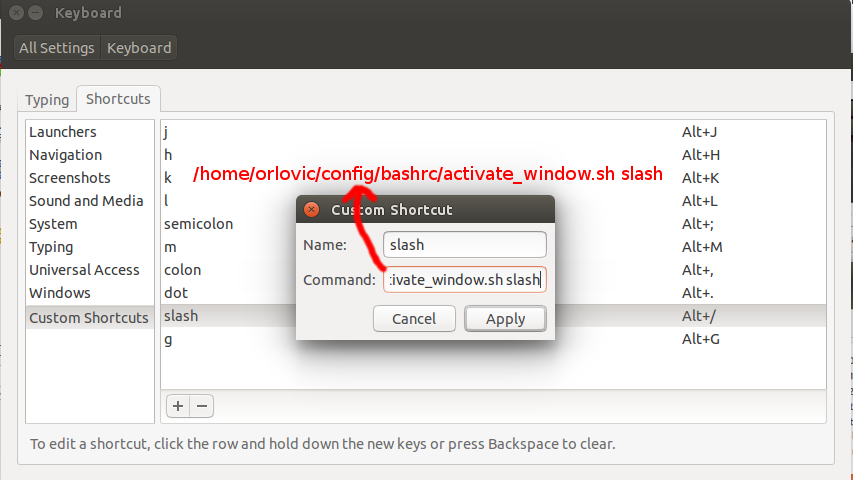 Keyboard
All Settings Keyboard
Typing Shortcuts
Launchers j Alt+J
Navigation h Alt+H
Screenshots k Alt+K
/home/orlovic/config/bashrc/activate_window.sh slash
Sound and Media l Alt+L
System semicolon Alt+;
Typing m Alt+M
Universal Access colon Alt+,
Windows dot Alt+.
Custom Shortcuts slash Alt+/
g Alt+G
Custom Shortcut
Name: slash
Command: tivate_window.sh slash
Cancel Apply
+ −
To edit a shortcut, click the row and hold down the new keys or press Backspace to clear.